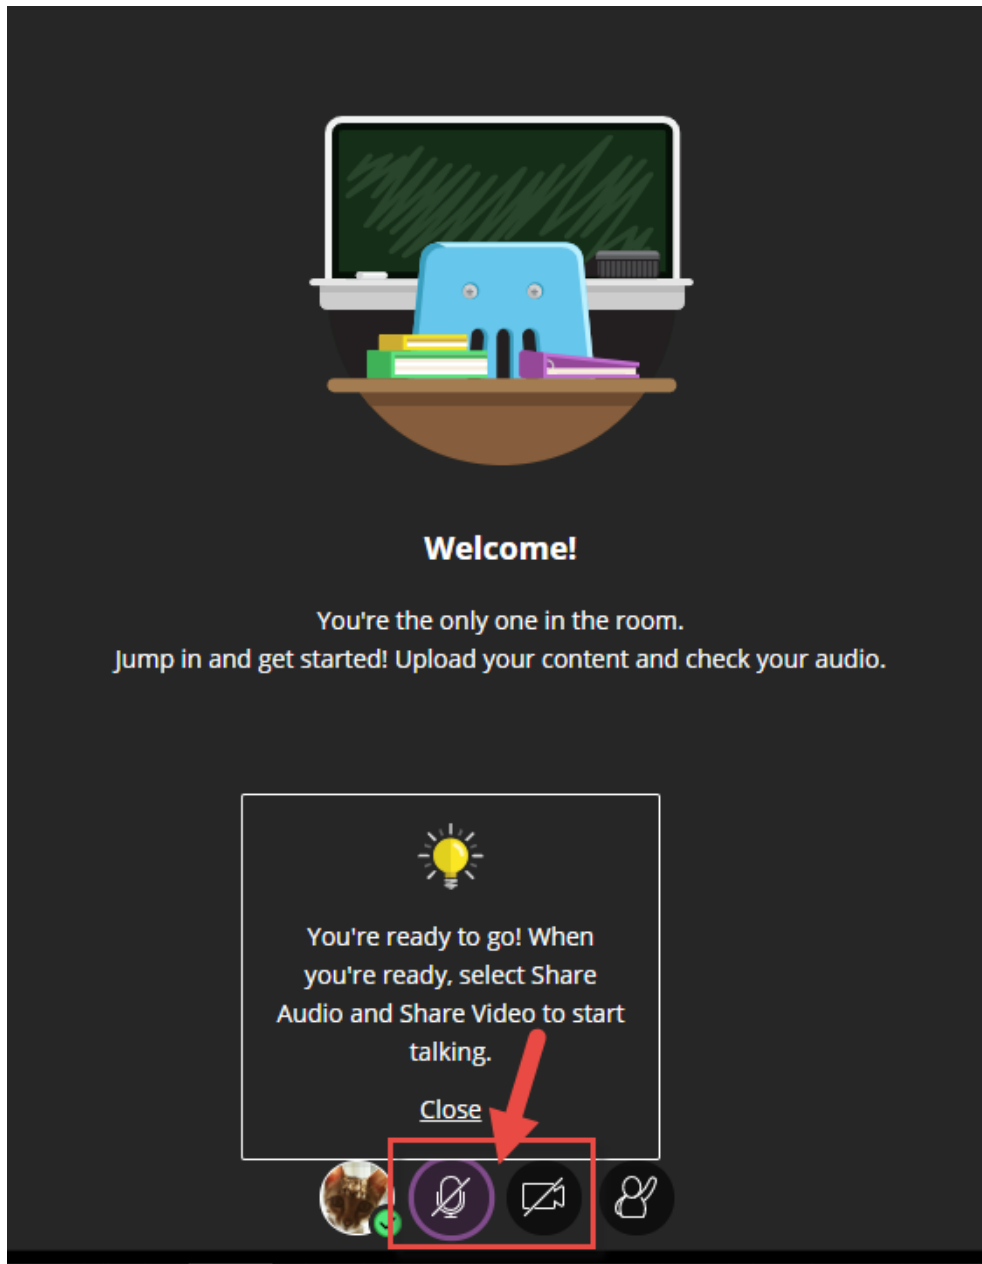 Welcome!
You're the only one in the room.
Jump in and get started! Upload your content and check your audio.
You're ready to go! When
you're ready, select Share
Audio and Share Video to start
talking.
Close